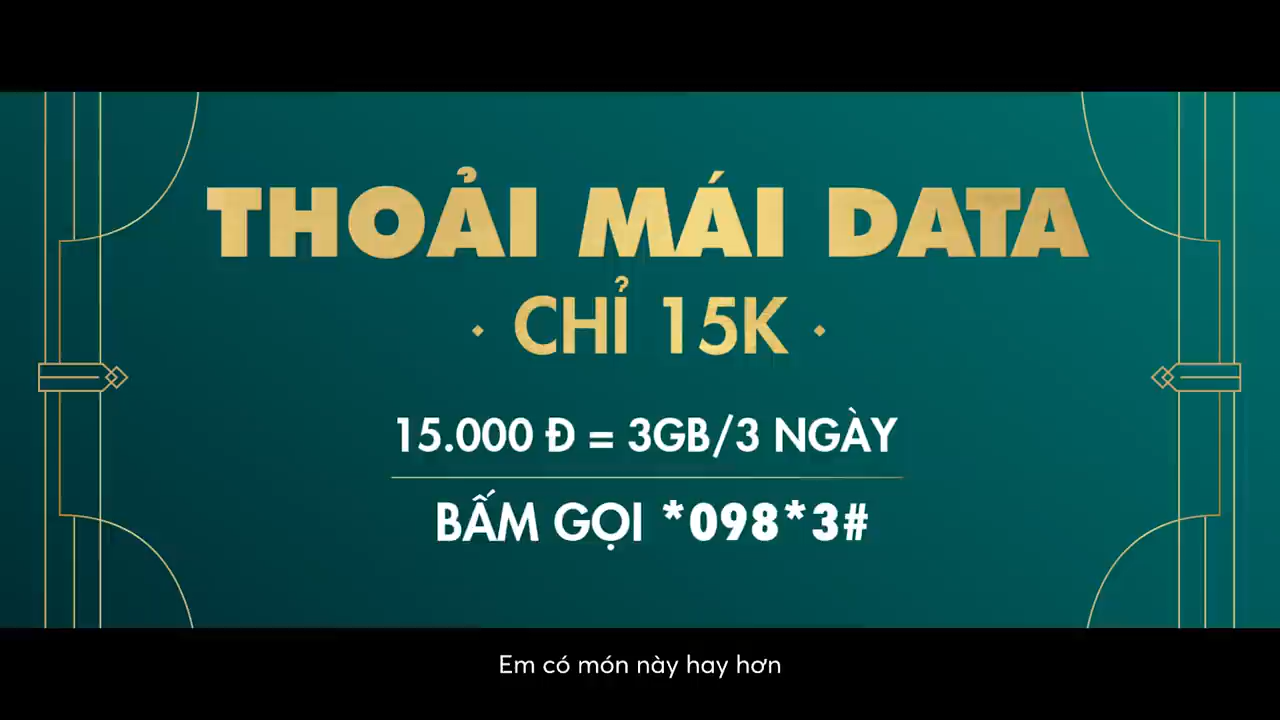 THOẢI MÁI DATA
· CHỈ 15K ·
15.000 Đ = 3GB/3 NGÀY
BẤM GỌI *098*3#
Em có món này hay hơn